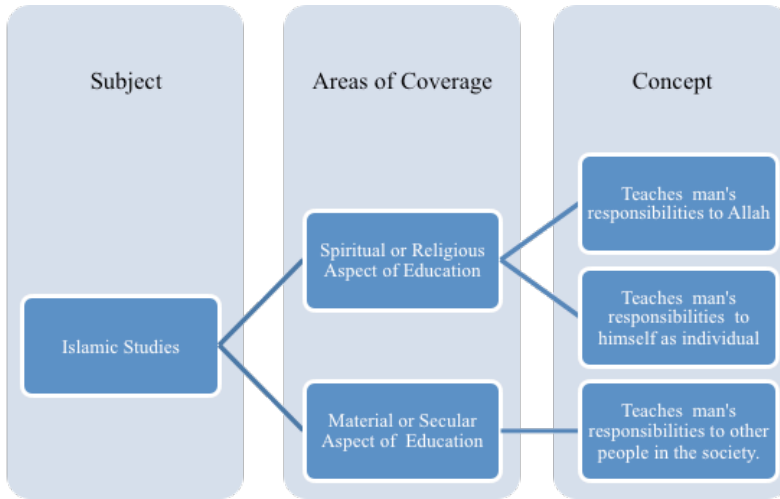 Subject
Areas of Coverage
Concept
Islamic Studies
Spiritual or Religious
Aspect of Education
Material or Secular
Aspect of Education
Teaches man's
responsibilities to Allah
Teaches man's
responsibilities to
himself as individual
Teaches man's
responsibilities to other
people in the society.